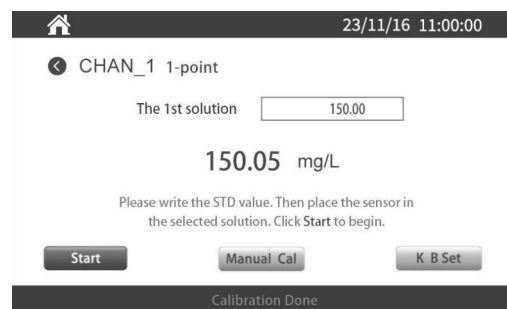 23/11/16 11:00:00
CHAN_1 1-point
The 1st solution 150.00
150.05 mg/L
Please write the STD value. Then place the sensor in
the selected solution. Click Start to begin.
Start Manual Cal K B Set
Calibration Done